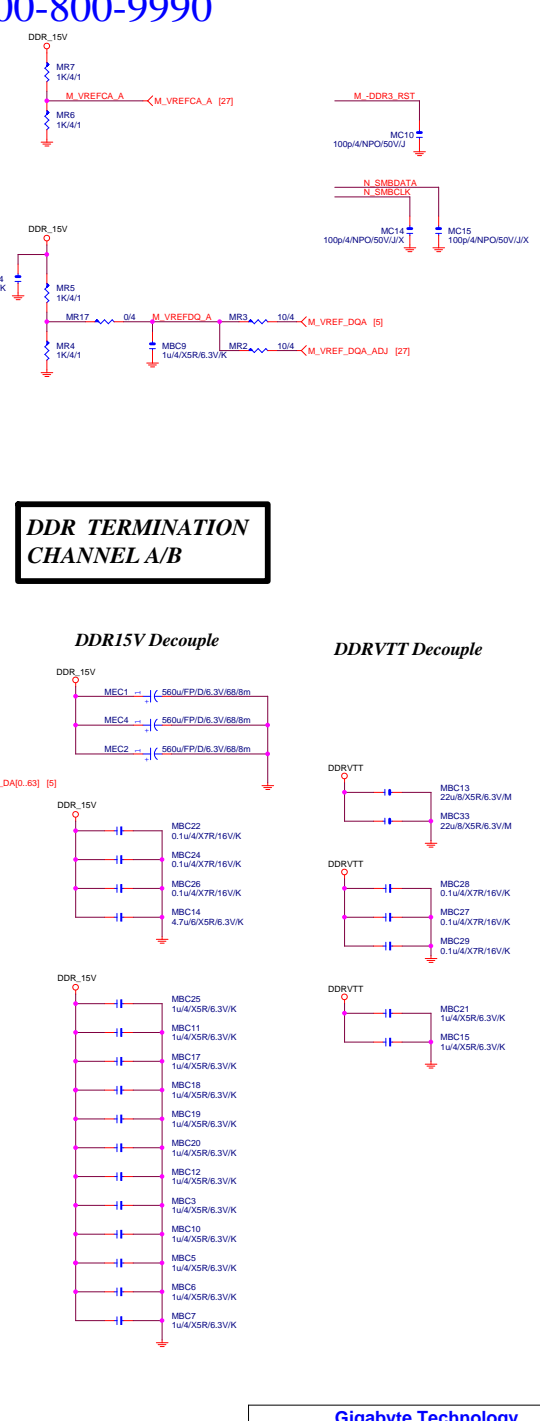 00-800-9990
DDR_15V
MR7
1K/4/1
M_VREFCA_A
M_VREFCA_A [27]
MR6
1K/4/1
M_-DDR3_RST
MC10
100p/4/NPO/50V/J
N_SMBDATA
N_SMBCLK
MC14
100p/4/NPO/50V/J/X
MC15
100p/4/NPO/50V/J/X
DDR_15V
4
K
MR5
1K/4/1
MR17 0/4
M_VREFDQ_A
MR3 10/4
M_VREF_DQA [5]
MR4
1K/4/1
MBC9
1u/4/X5R/6.3V/K
MR2 10/4
M_VREF_DQA_ADJ [27]
DDR TERMINATION
CHANNEL A/B
DDR15V Decouple
DDRVTT Decouple
DDR_15V
MEC1 1 + 560u/FP/D/6.3V/68/8m
MEC4 1 + 560u/FP/D/6.3V/68/8m
MEC2 1 + 560u/FP/D/6.3V/68/8m
_DA[0..63] [5]
DDR_15V
MBC22
0.1u/4/X7R/16V/K
MBC24
0.1u/4/X7R/16V/K
MBC26
0.1u/4/X7R/16V/K
MBC14
4.7u/6/X5R/6.3V/K
DDRVTT
MBC13
22u/8/X5R/6.3V/M
MBC33
22u/8/X5R/6.3V/M
DDRVTT
MBC28
0.1u/4/X7R/16V/K
MBC27
0.1u/4/X7R/16V/K
MBC29
0.1u/4/X7R/16V/K
DDR_15V
MBC25
1u/4/X5R/6.3V/K
MBC11
1u/4/X5R/6.3V/K
MBC17
1u/4/X5R/6.3V/K
MBC18
1u/4/X5R/6.3V/K
MBC19
1u/4/X5R/6.3V/K
MBC20
1u/4/X5R/6.3V/K
MBC12
1u/4/X5R/6.3V/K
MBC3
1u/4/X5R/6.3V/K
MBC10
1u/4/X5R/6.3V/K
MBC5
1u/4/X5R/6.3V/K
MBC6
1u/4/X5R/6.3V/K
MBC7
1u/4/X5R/6.3V/K
DDRVTT
MBC21
1u/4/X5R/6.3V/K
MBC15
1u/4/X5R/6.3V/K
Gigabyte Technology